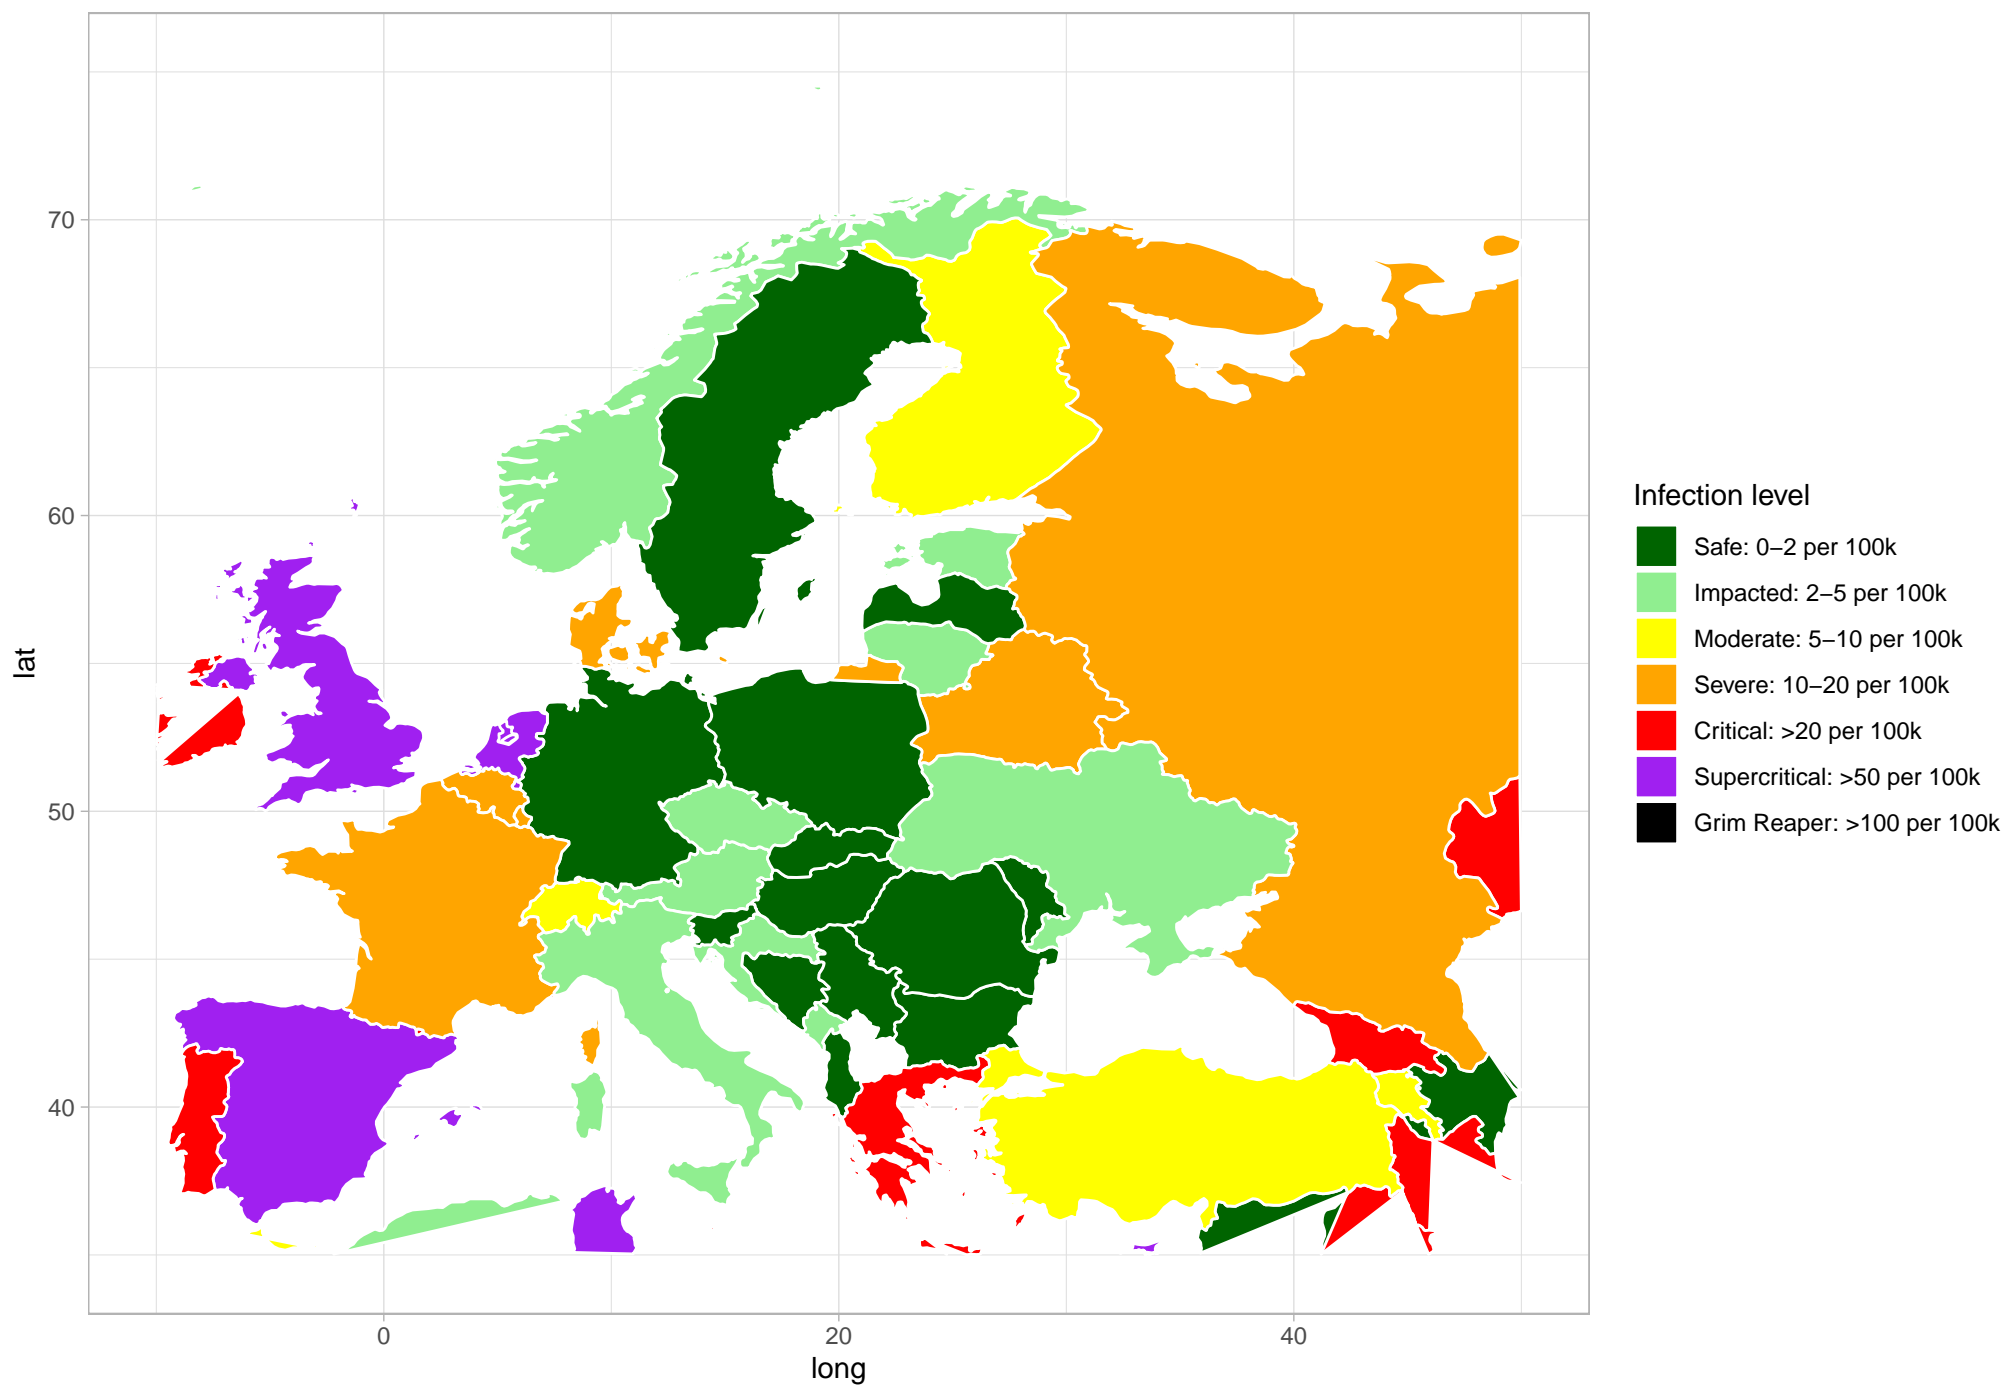 70
60
50
40
lat
0
20
40
long
Infection level
Safe: 0–2 per 100k
Impacted: 2–5 per 100k
Moderate: 5–10 per 100k
Severe: 10–20 per 100k
Critical: >20 per 100k
Supercritical: >50 per 100k
Grim Reaper: >100 per 100k